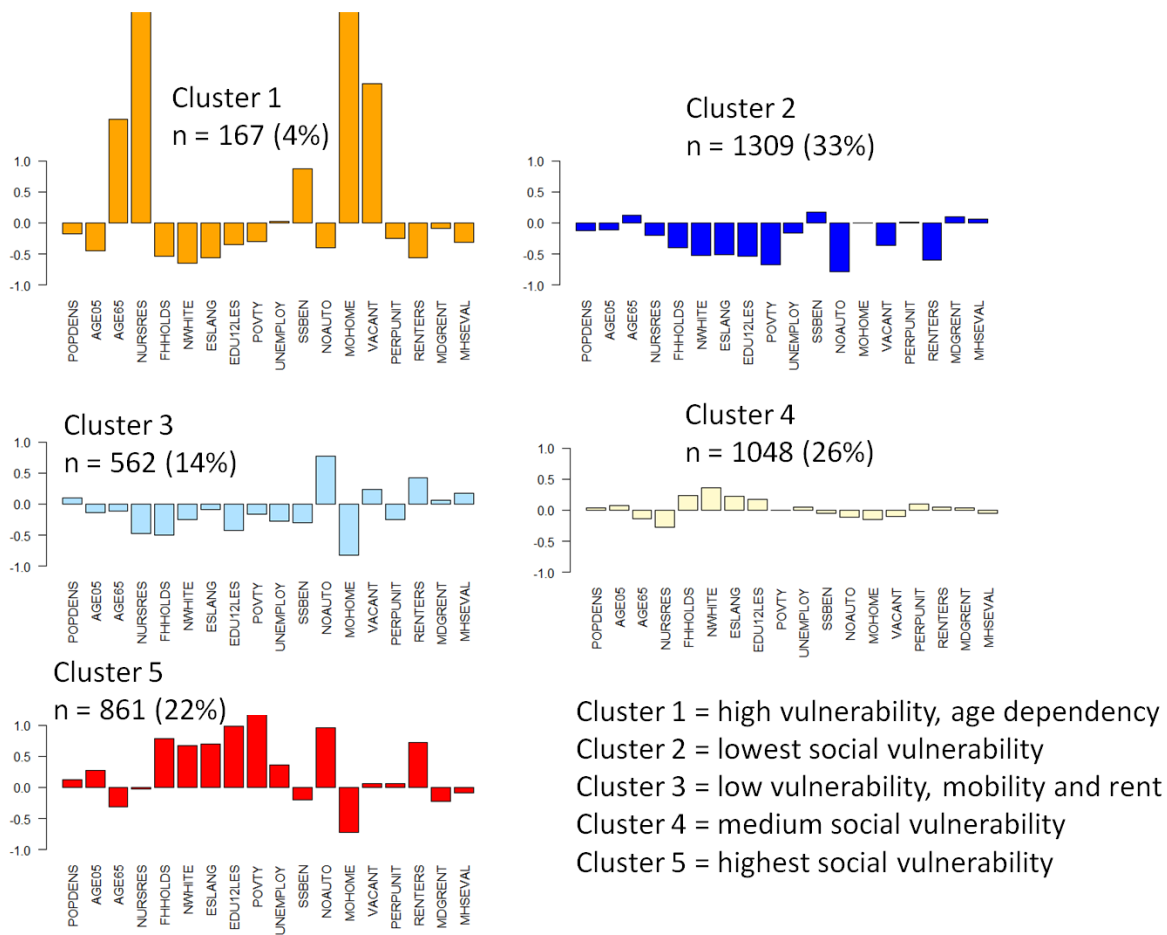 Cluster 1
n = 167 (4%)
1.0
0.5
0.0
-0.5
-1.0
POPDENS
AGE05
AGE65
NURSRES
FHHOLDS
NWHITE
ESLANG
EDU12LES
POVTY
UNEMPLOY
SSBEN
NOAUTO
MOHOME
VACANT
PERPUNIT
RENTERS
MDGRENT
MHSEVAL
Cluster 2
n = 1309 (33%)
1.0
0.5
0.0
-0.5
-1.0
POPDENS
AGE05
AGE65
NURSRES
FHHOLDS
NWHITE
ESLANG
EDU12LES
POVTY
UNEMPLOY
SSBEN
NOAUTO
MOHOME
VACANT
PERPUNIT
RENTERS
MDGRENT
MHSEVAL
Cluster 3
n = 562 (14%)
1.0
0.5
0.0
-0.5
-1.0
POPDENS
AGE05
AGE65
NURSRES
FHHOLDS
NWHITE
ESLANG
EDU12LES
POVTY
UNEMPLOY
SSBEN
NOAUTO
MOHOME
VACANT
PERPUNIT
RENTERS
MDGRENT
MHSEVAL
Cluster 4
n = 1048 (26%)
1.0
0.5
0.0
-0.5
-1.0
POPDENS
AGE05
AGE65
NURSRES
FHHOLDS
NWHITE
ESLANG
EDU12LES
POVTY
UNEMPLOY
SSBEN
NOAUTO
MOHOME
VACANT
PERPUNIT
RENTERS
MDGRENT
MHSEVAL
Cluster 5
n = 861 (22%)
1.0
0.5
0.0
-0.5
-1.0
POPDENS
AGE05
AGE65
NURSRES
FHHOLDS
NWHITE
ESLANG
EDU12LES
POVTY
UNEMPLOY
SSBEN
NOAUTO
MOHOME
VACANT
PERPUNIT
RENTERS
MDGRENT
MHSEVAL
Cluster 1 = high vulnerability, age dependency
Cluster 2 = lowest social vulnerability
Cluster 3 = low vulnerability, mobility and rent
Cluster 4 = medium social vulnerability
Cluster 5 = highest social vulnerability